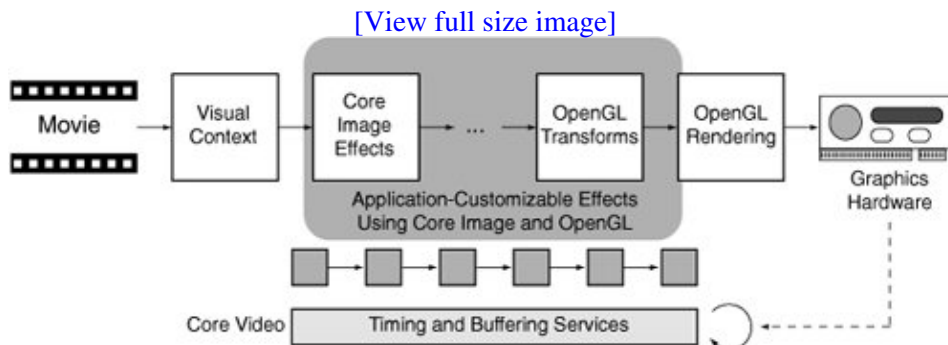 [View full size image]
Movie
Visual
Context
Core
Image
Effects
...
OpenGL
Transforms
OpenGL
Rendering
Graphics
Hardware
Application-Customizable Effects
Using Core Image and OpenGL
Core Video
Timing and Buffering Services